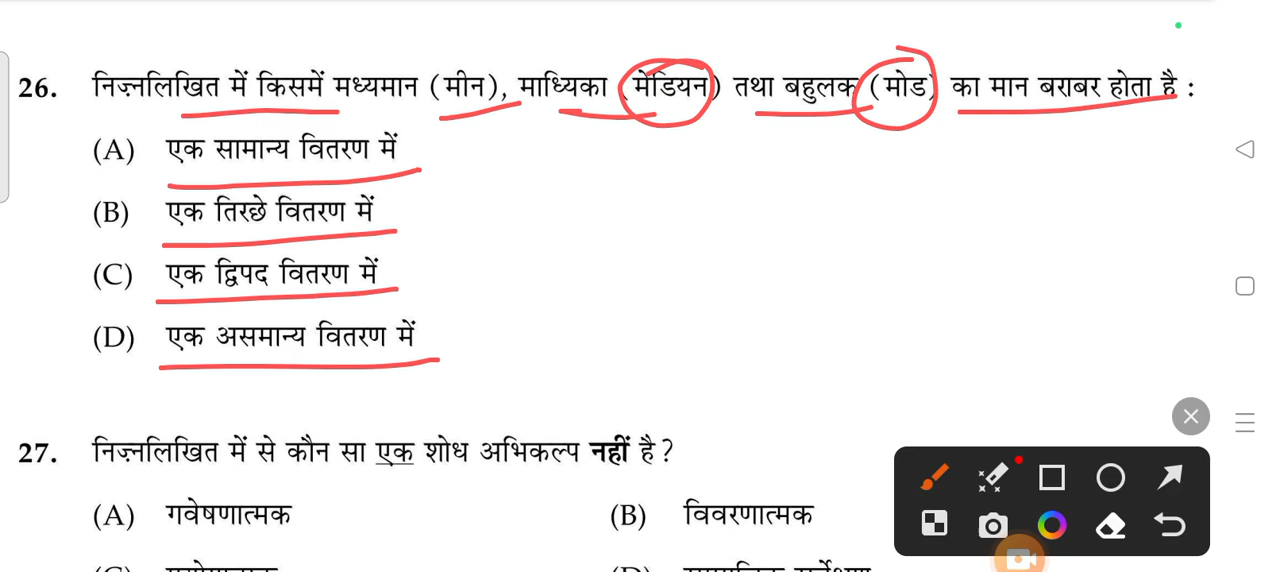 26. निज़्नलिखित में किसमें मध्यमान (मीन), माध्यिका (मेडियन) तथा बहुलक (मोड) का मान बराबर होता है :
(A) एक सामान्य वितरण में
(B) एक तिरछे वितरण में
(C) एक द्विपद वितरण में
(D) एक असमान्य वितरण में
27. निज़्नलिखित में से कौन सा एक शोध अभिकल्प नहीं है?
(A) गवेषणात्मक (B) विवरणात्मक